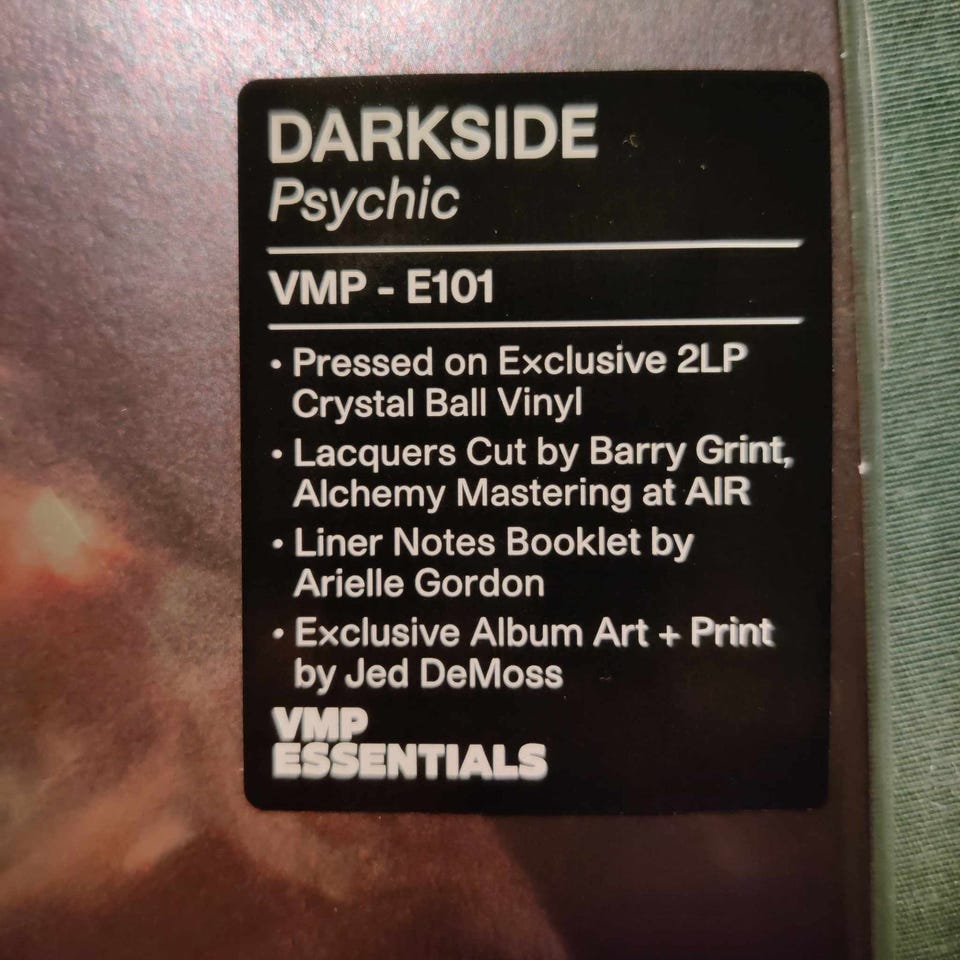 DARKSIDE
Psychic
VMP - E101
• Pressed on Exclusive 2LP
Crystal Ball Vinyl
• Lacquers Cut by Barry Grint,
Alchemy Mastering at AIR
• Liner Notes Booklet by
Arielle Gordon
• Exclusive Album Art + Print
by Jed DeMoss
VMP
ESSENTIALS